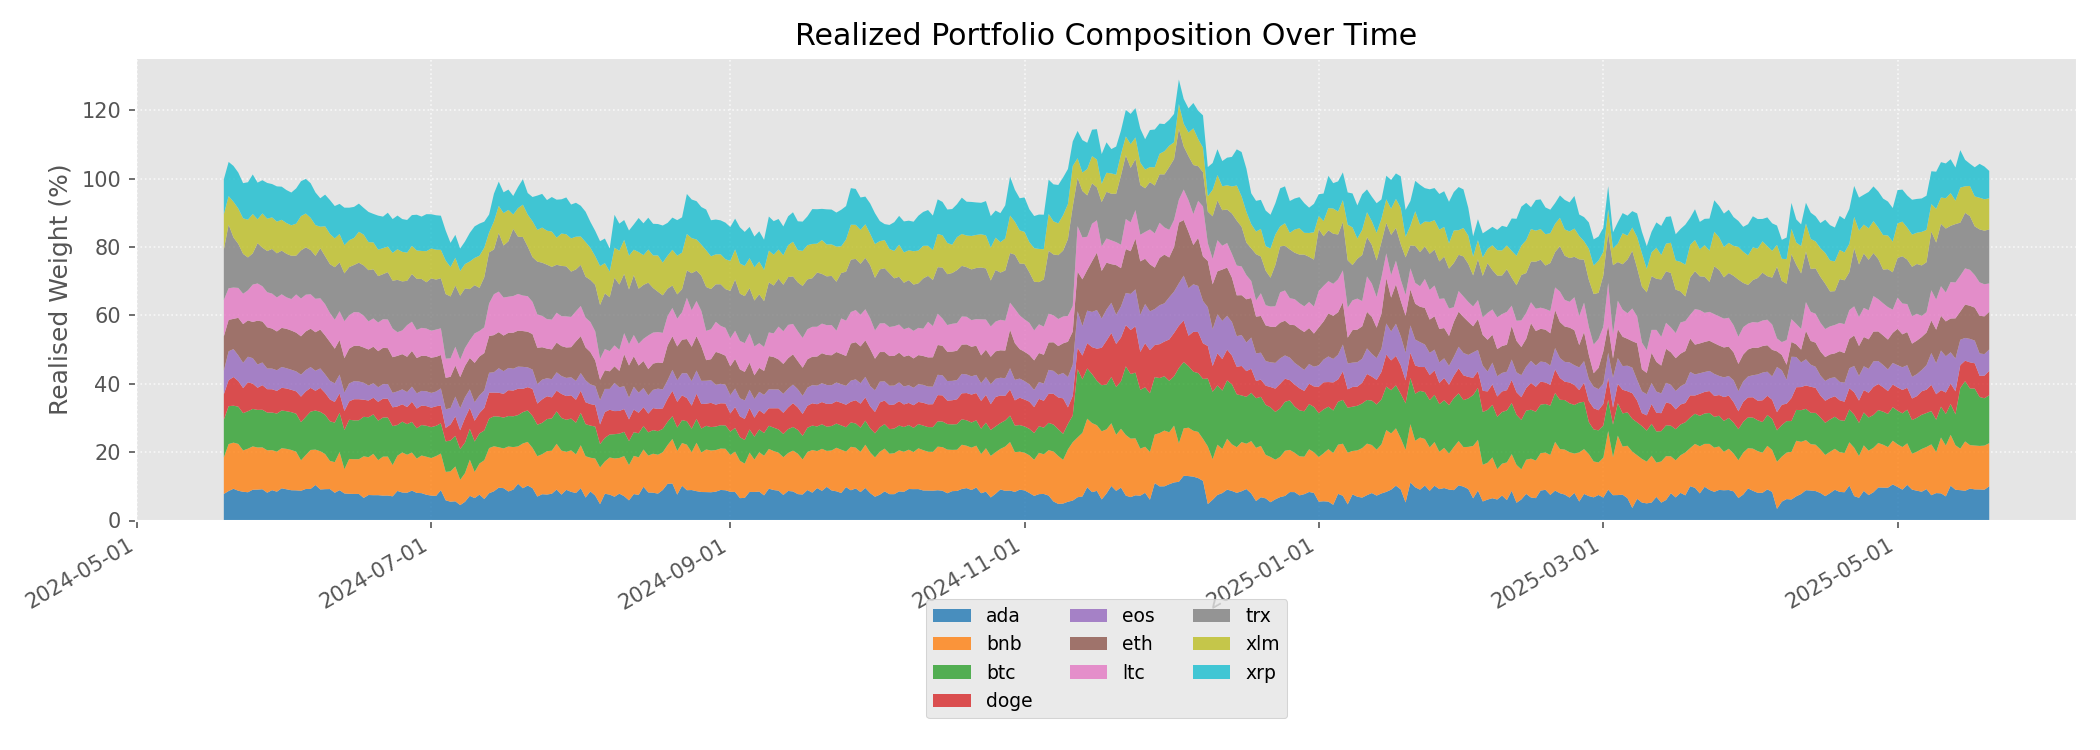 Realized Portfolio Composition Over Time
Realised Weight (%)
120
100
80
60
40
20
0
2024-05-01
2024-07-01
2024-09-01
2024-11-01
2025-01-01
2025-03-01
2025-05-01
ada
bnb
btc
doge
eos
eth
ltc
trx
xlm
xrp